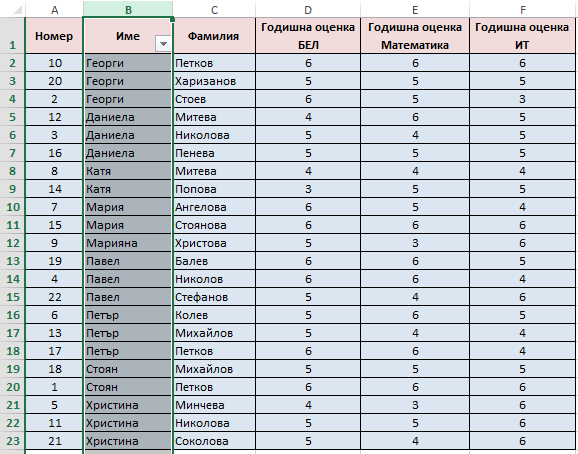 A B C D E F
1 Номер Име Фамилия Годишна оценка БЕЛ Годишна оценка Математика Годишна оценка ИТ
2 10 Георги Петков 6 6 6
3 20 Георги Харизанов 5 5 5
4 2 Георги Стоев 6 5 3
5 12 Даниела Митева 4 6 5
6 3 Даниела Николова 5 4 5
7 16 Даниела Пенева 5 5 5
8 8 Катя Митева 4 4 4
9 14 Катя Попова 3 5 5
10 7 Мария Ангелова 6 5 4
11 15 Мария Стоянова 6 6 6
12 9 Марияна Христова 5 3 6
13 19 Павел Балев 6 6 5
14 4 Павел Николов 6 6 4
15 22 Павел Стефанов 5 4 6
16 6 Петър Колев 5 6 5
17 13 Петър Михайлов 5 4 4
18 17 Петър Петков 6 6 4
19 18 Стоян Михайлов 5 5 5
20 1 Стоян Петков 6 6 6
21 5 Христина Минчева 4 3 6
22 11 Христина Николова 5 5 6
23 21 Христина Соколова 5 4 6